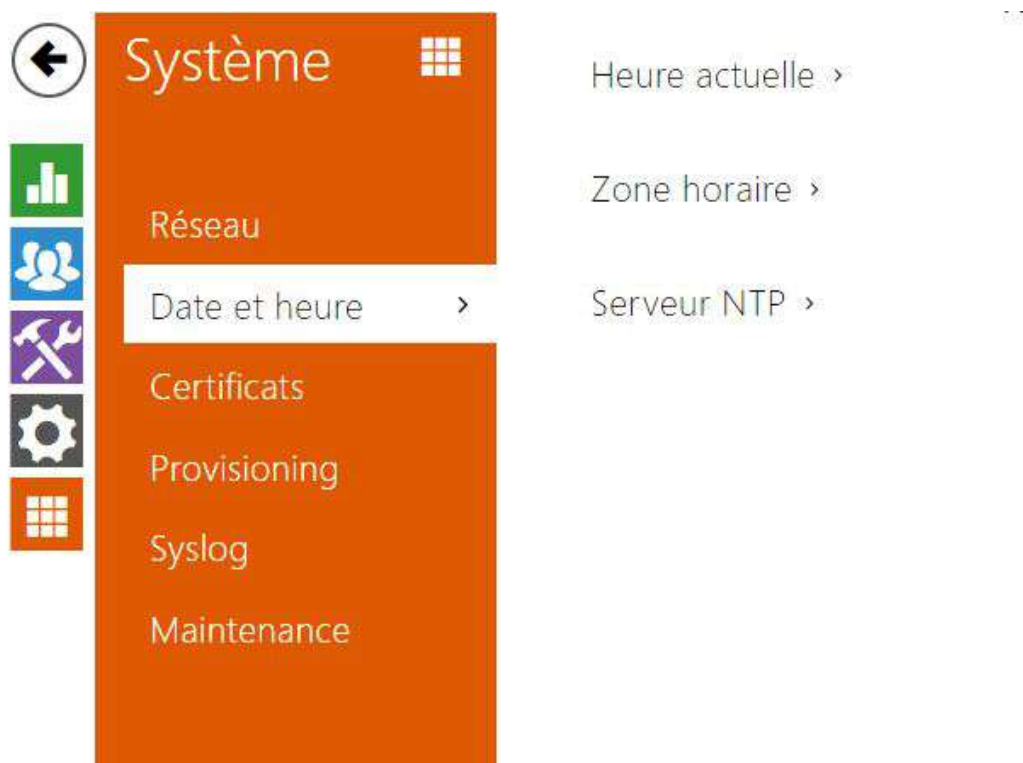 Système
Réseau
Date et heure >
Certificats
Provisioning
Syslog
Maintenance
Heure actuelle >
Zone horaire >
Serveur NTP >